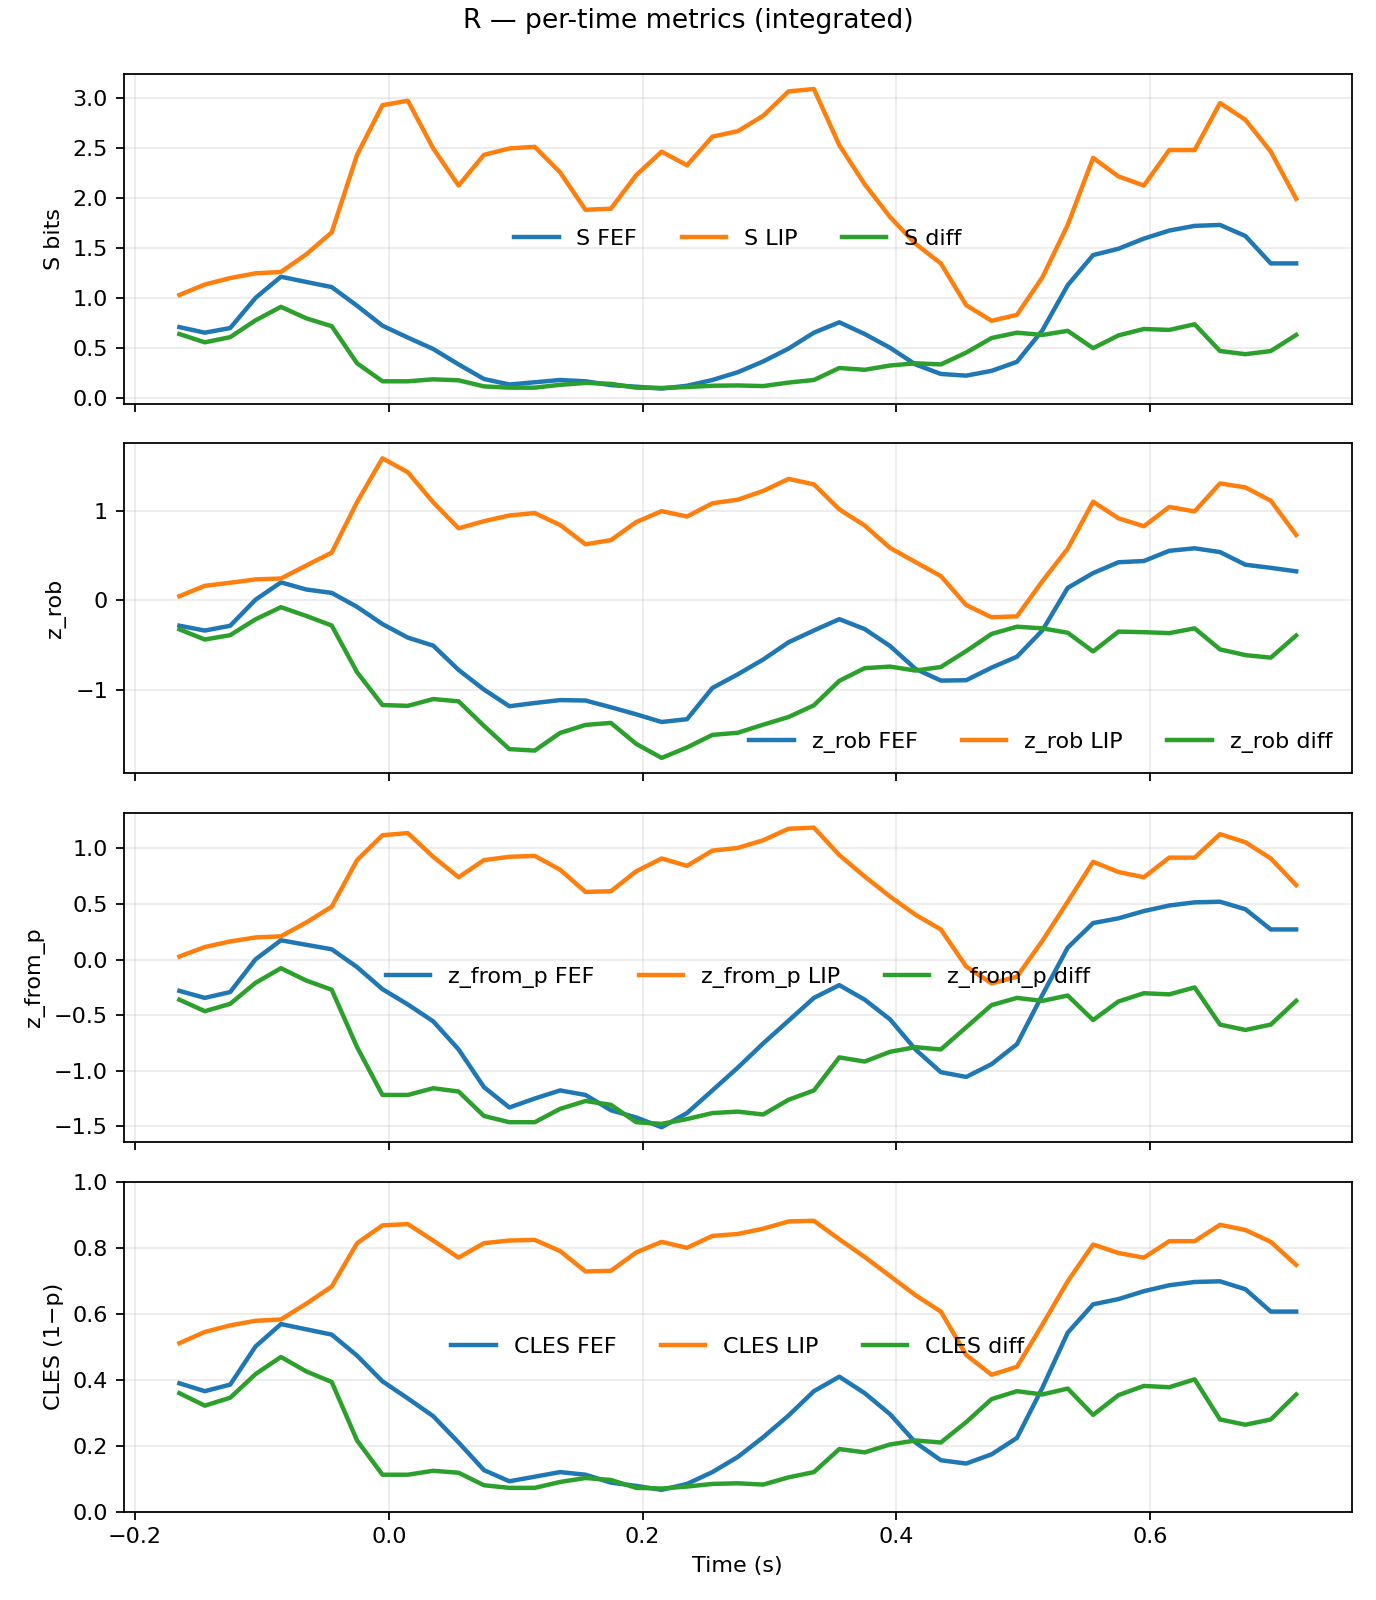 R — per-time metrics (integrated)
3.0
2.5
2.0
1.5
1.0
0.5
0.0
S bits
S FEF S LIP S diff
1
0
−1
z_rob
z_rob FEF z_rob LIP z_rob diff
1.0
0.5
0.0
−0.5
−1.0
−1.5
z_from_p
z_from_p FEF z_from_p LIP z_from_p diff
1.0
0.8
0.6
0.4
0.2
0.0
CLES (1−p)
CLES FEF CLES LIP CLES diff
−0.2 0.0 0.2 0.4 0.6
Time (s)